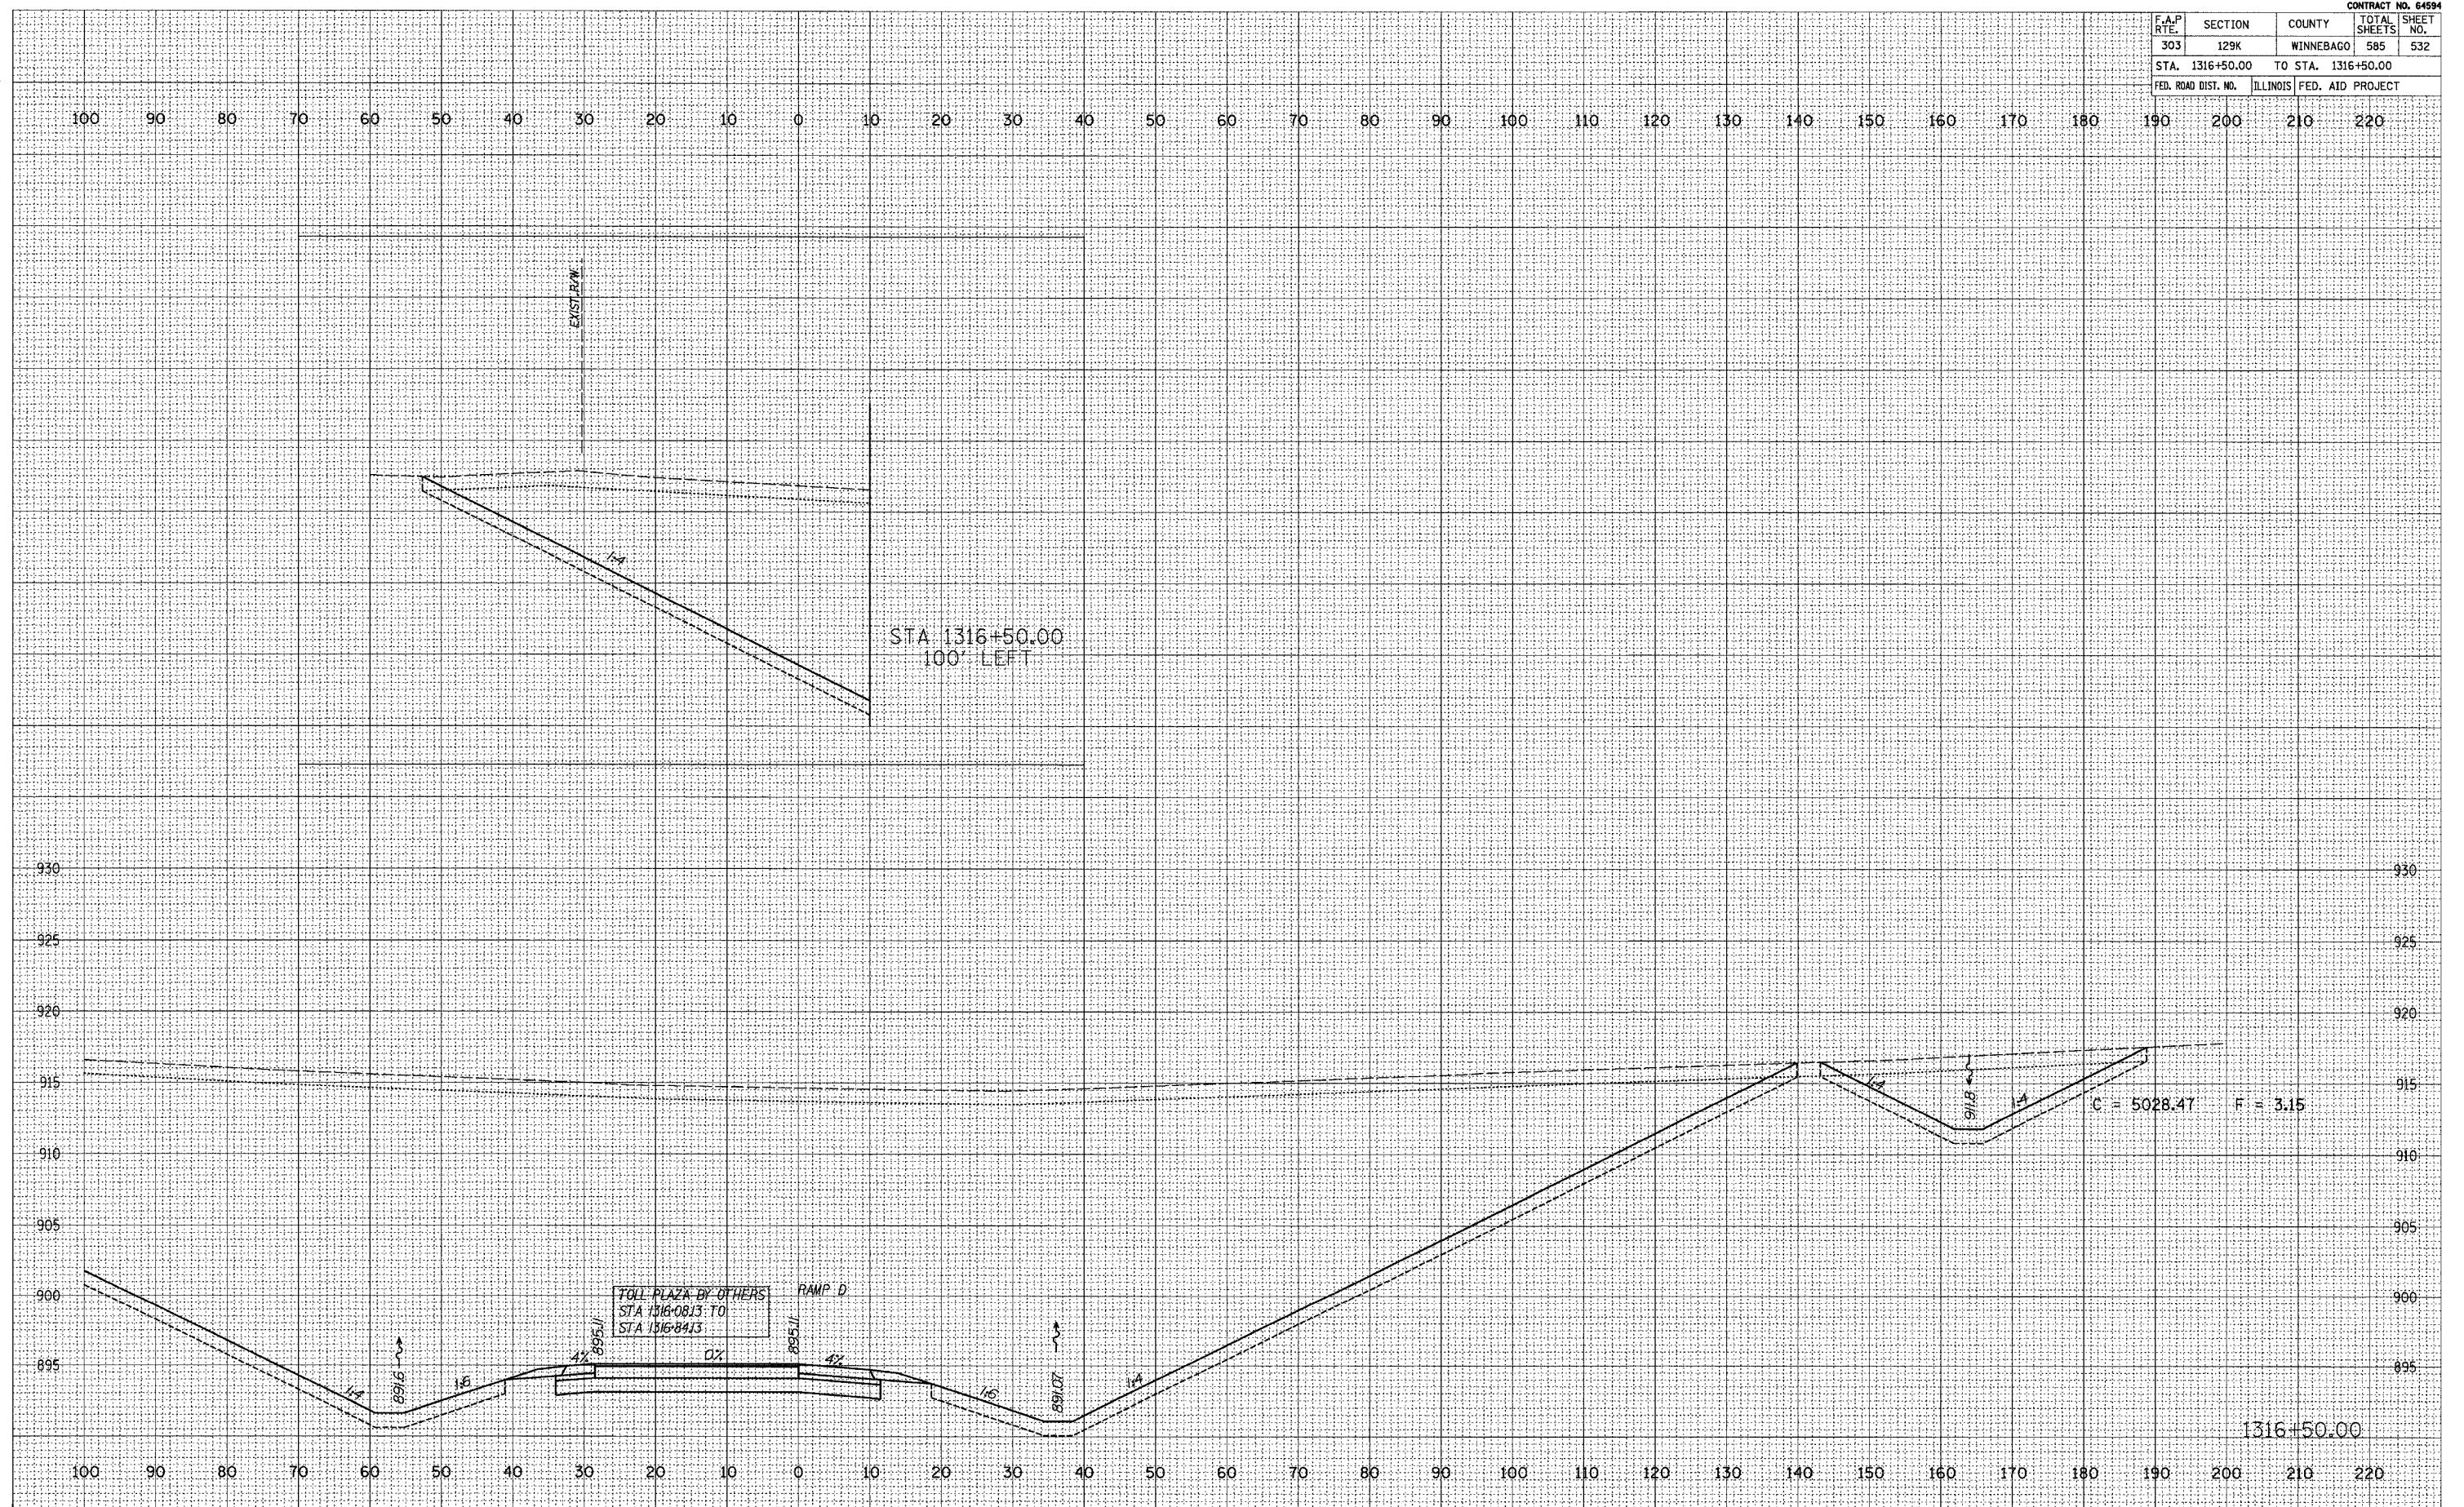 CONTRACT NO. 64594
F.A.P RTE. SECTION COUNTY TOTAL SHEETS SHEET NO.
303 129K WINNEBAGO 585 532
STA. 1316+50.00 TO STA. 1316+50.00
FED. ROAD DIST. NO. ILLINOIS FED. AID PROJECT
100 90 80 70 60 50 40 30 20 10 0 10 20 30 40 50 60 70 80 90 100 110 120 130 140 150 160 170 180 190 200 210 220
EXIST. R/W
1:4
STA 1316+50.00
100' LEFT
930 930
925 925
920 920
915 915
1:4 911.8 1:4
C = 5028.47 F = 3.15
910 910
905 905
900 900
TOLL PLAZA BY OTHERS
STA 1316+08.13 TO
STA 1316+84.13
RAMP D
895.11 895.11
895 895
4% 0% 4%
1:4 891.6 1:6 1:6 891.07 1:4
1316+50.00
100 90 80 70 60 50 40 30 20 10 0 10 20 30 40 50 60 70 80 90 100 110 120 130 140 150 160 170 180 190 200 210 220